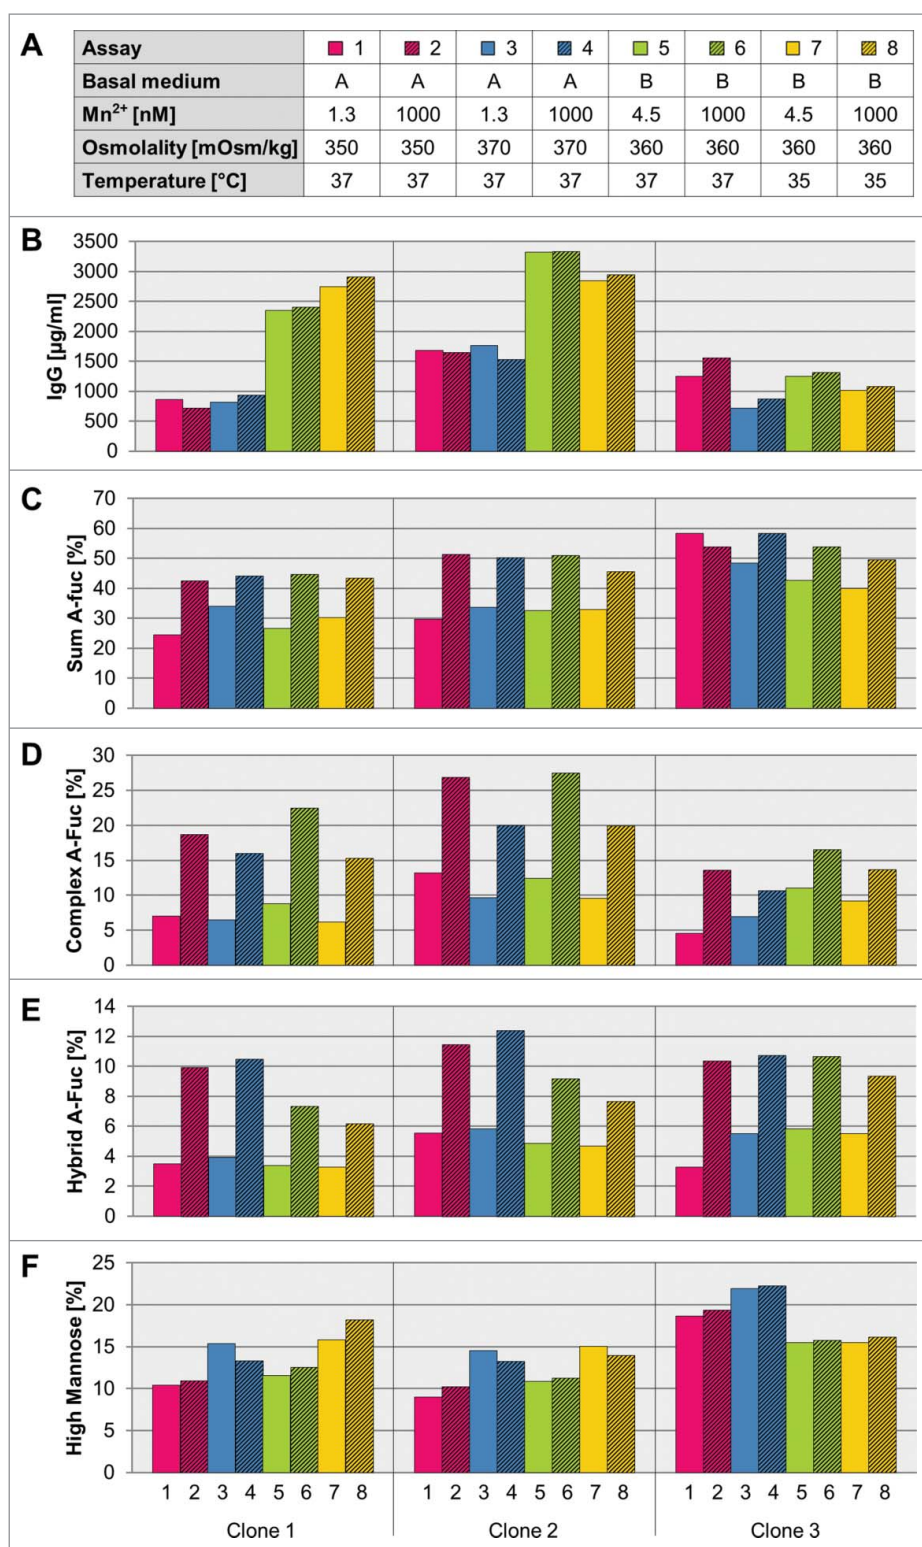 A
Assay 1 2 3 4 5 6 7 8
Basal medium A A A A B B B B
Mn2+ [nM] 1.3 1000 1.3 1000 4.5 1000 4.5 1000
Osmolality [mOsm/kg] 350 350 370 370 360 360 360 360
Temperature [°C] 37 37 37 37 37 37 35 35
B
IgG [µg/ml]
3500
3000
2500
2000
1500
1000
500
0
C
Sum A-fuc [%]
70
60
50
40
30
20
10
0
D
Complex A-Fuc [%]
30
25
20
15
10
5
0
E
Hybrid A-Fuc [%]
14
12
10
8
6
4
2
0
F
High Mannose [%]
25
20
15
10
5
0
1 2 3 4 5 6 7 8 1 2 3 4 5 6 7 8 1 2 3 4 5 6 7 8
Clone 1 Clone 2 Clone 3